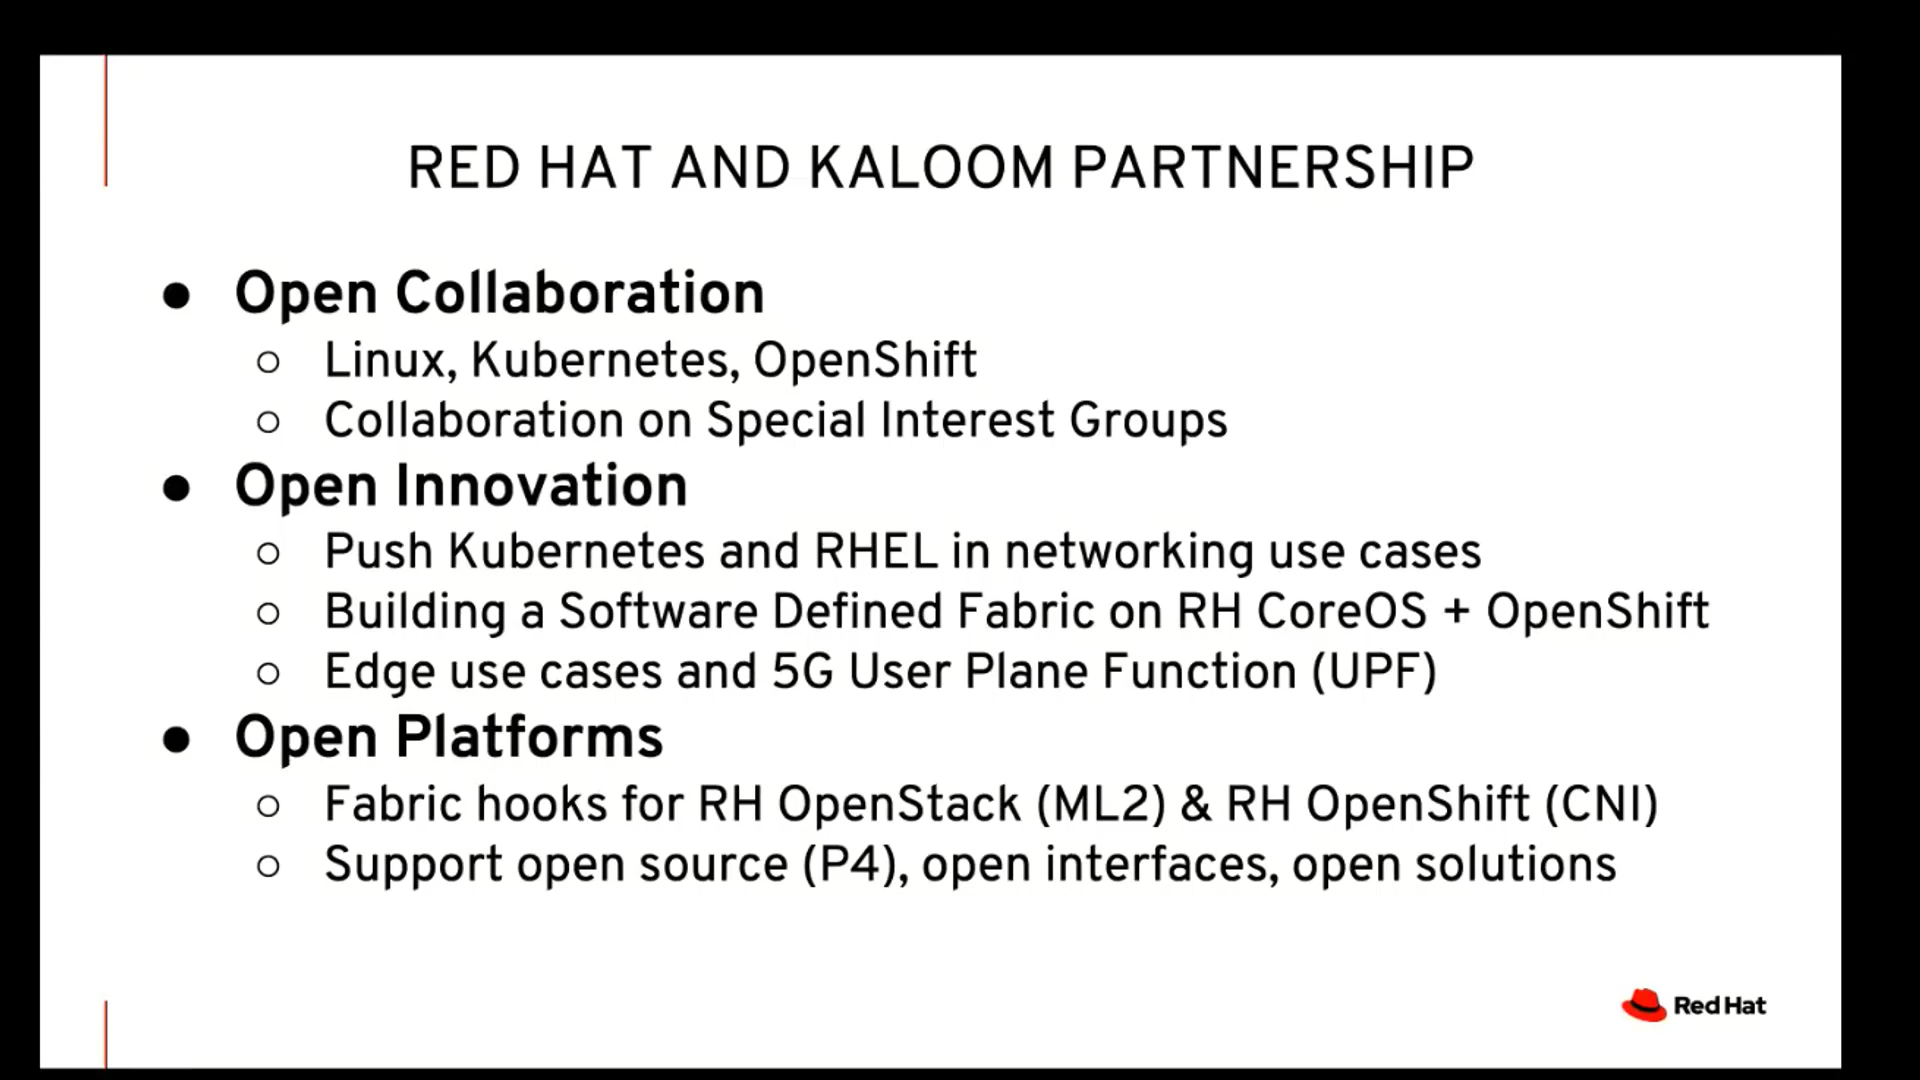 RED HAT AND KALOOM PARTNERSHIP
● Open Collaboration
○ Linux, Kubernetes, OpenShift
○ Collaboration on Special Interest Groups
● Open Innovation
○ Push Kubernetes and RHEL in networking use cases
○ Building a Software Defined Fabric on RH CoreOS + OpenShift
○ Edge use cases and 5G User Plane Function (UPF)
● Open Platforms
○ Fabric hooks for RH OpenStack (ML2) & RH OpenShift (CNI)
○ Support open source (P4), open interfaces, open solutions
Red Hat